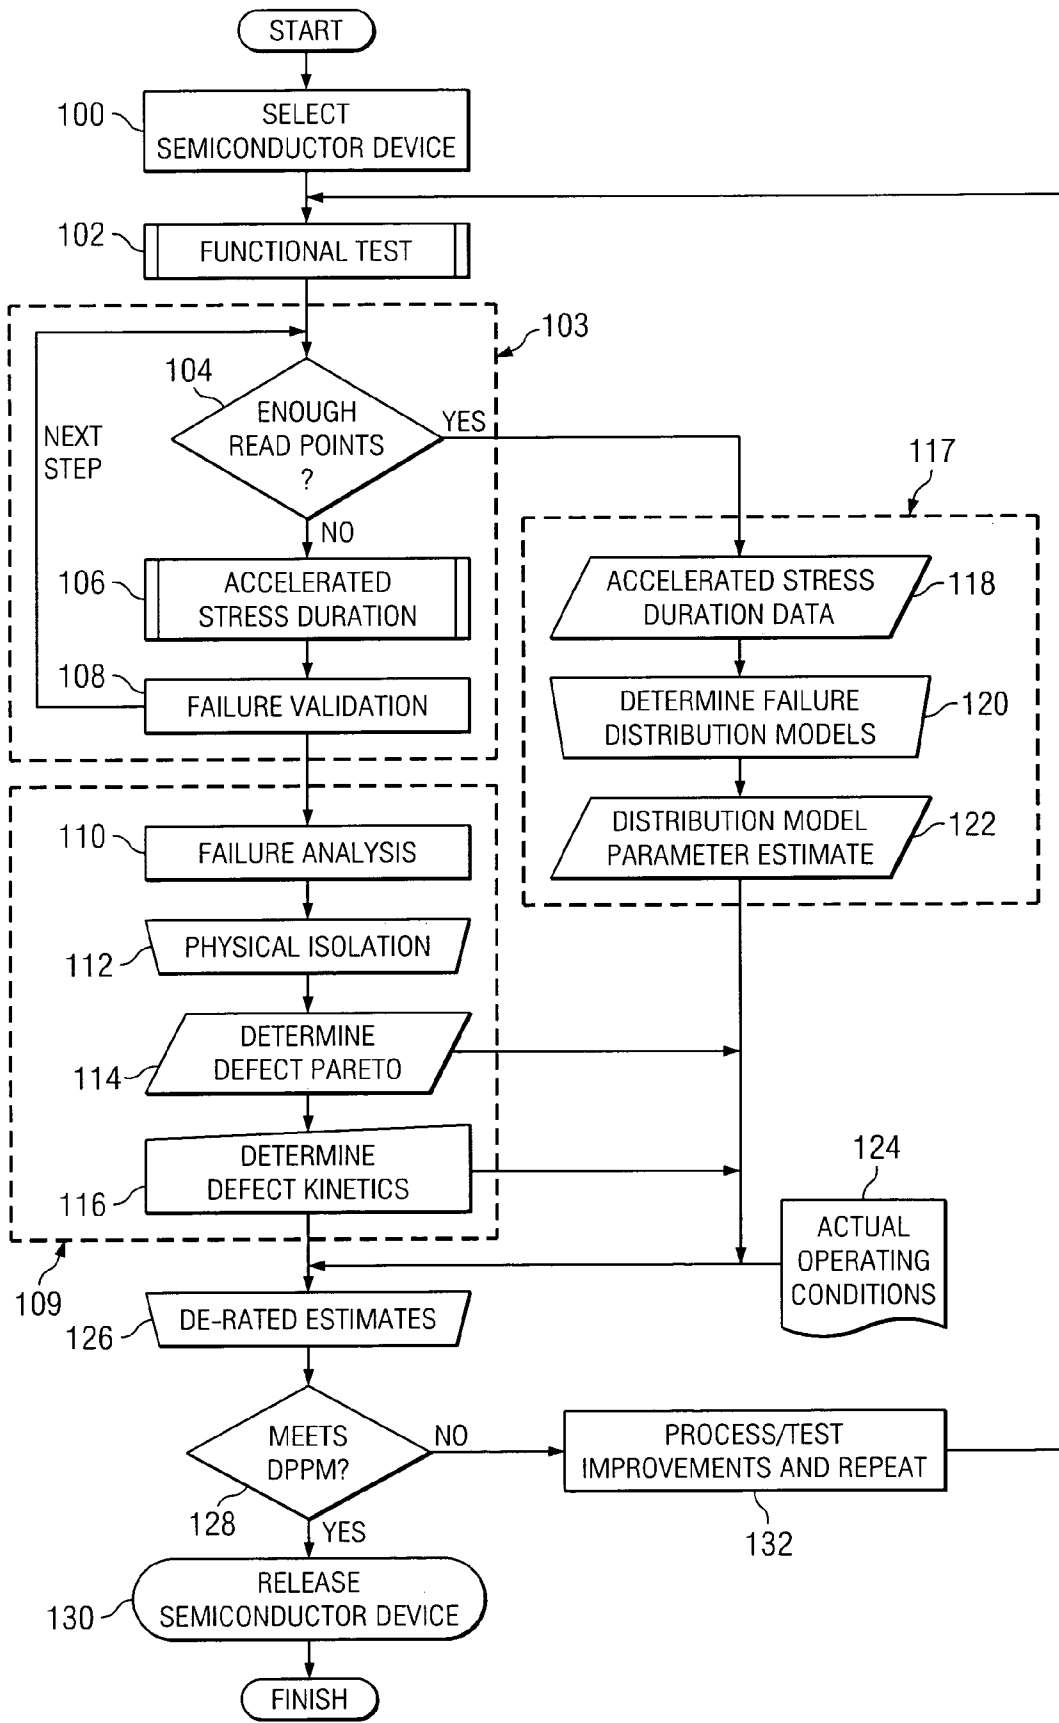 START
100
SELECT
SEMICONDUCTOR DEVICE
102
FUNCTIONAL TEST
103
104
ENOUGH
READ POINTS
?
YES
NEXT
STEP
NO
117
106
ACCELERATED
STRESS DURATION
ACCELERATED STRESS
DURATION DATA
118
108
FAILURE VALIDATION
DETERMINE FAILURE
DISTRIBUTION MODELS
120
110
FAILURE ANALYSIS
DISTRIBUTION MODEL
PARAMETER ESTIMATE
122
112
PHYSICAL ISOLATION
114
DETERMINE
DEFECT PARETO
116
DETERMINE
DEFECT KINETICS
124
ACTUAL
OPERATING
CONDITIONS
109
126
DE-RATED ESTIMATES
MEETS
DPPM?
NO
128
PROCESS/TEST
IMPROVEMENTS AND REPEAT
132
YES
130
RELEASE
SEMICONDUCTOR DEVICE
FINISH